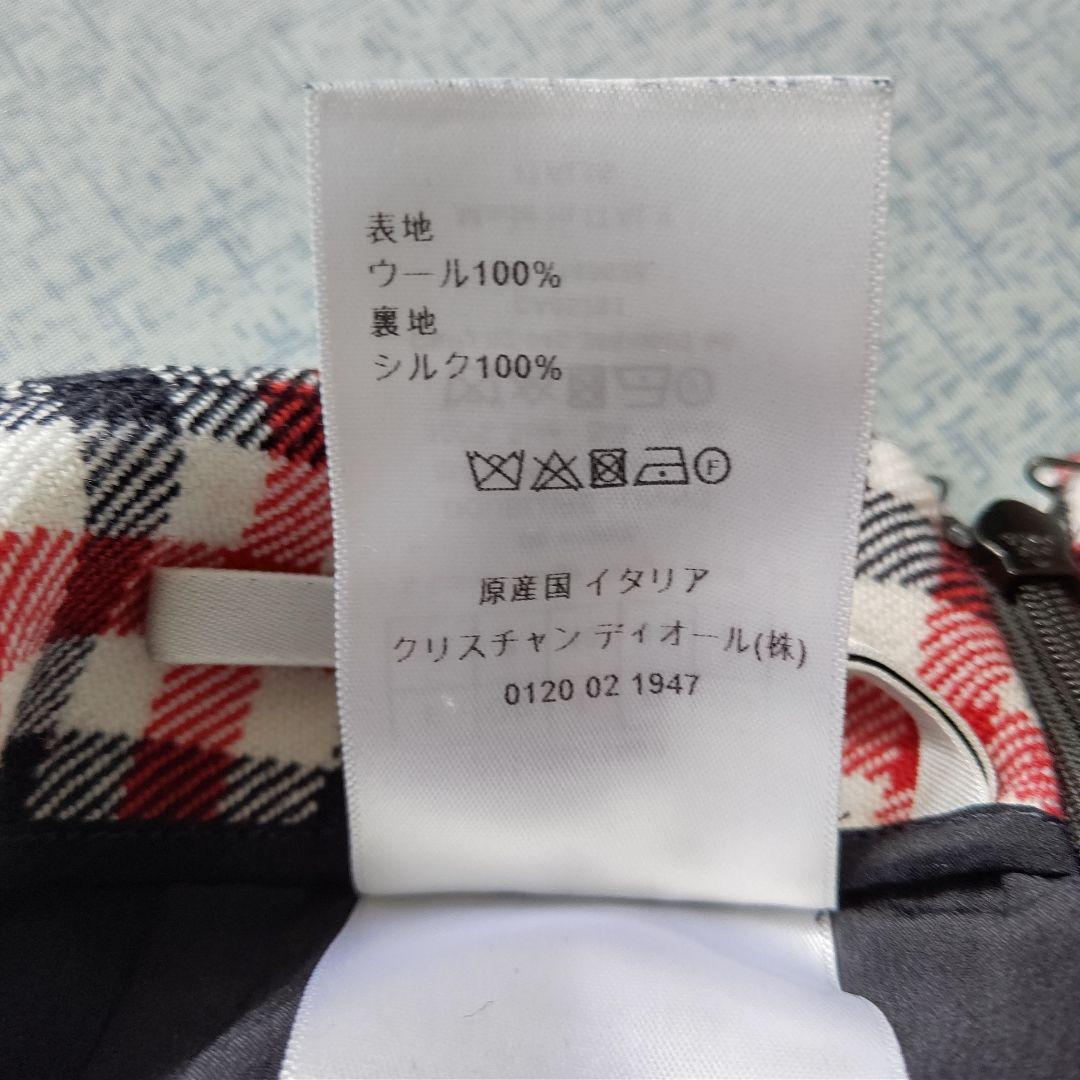 表地
ウール100%
裏地
シルク100%
F
原産国 イタリア
クリスチャン ディオール(株)
0120 02 1947